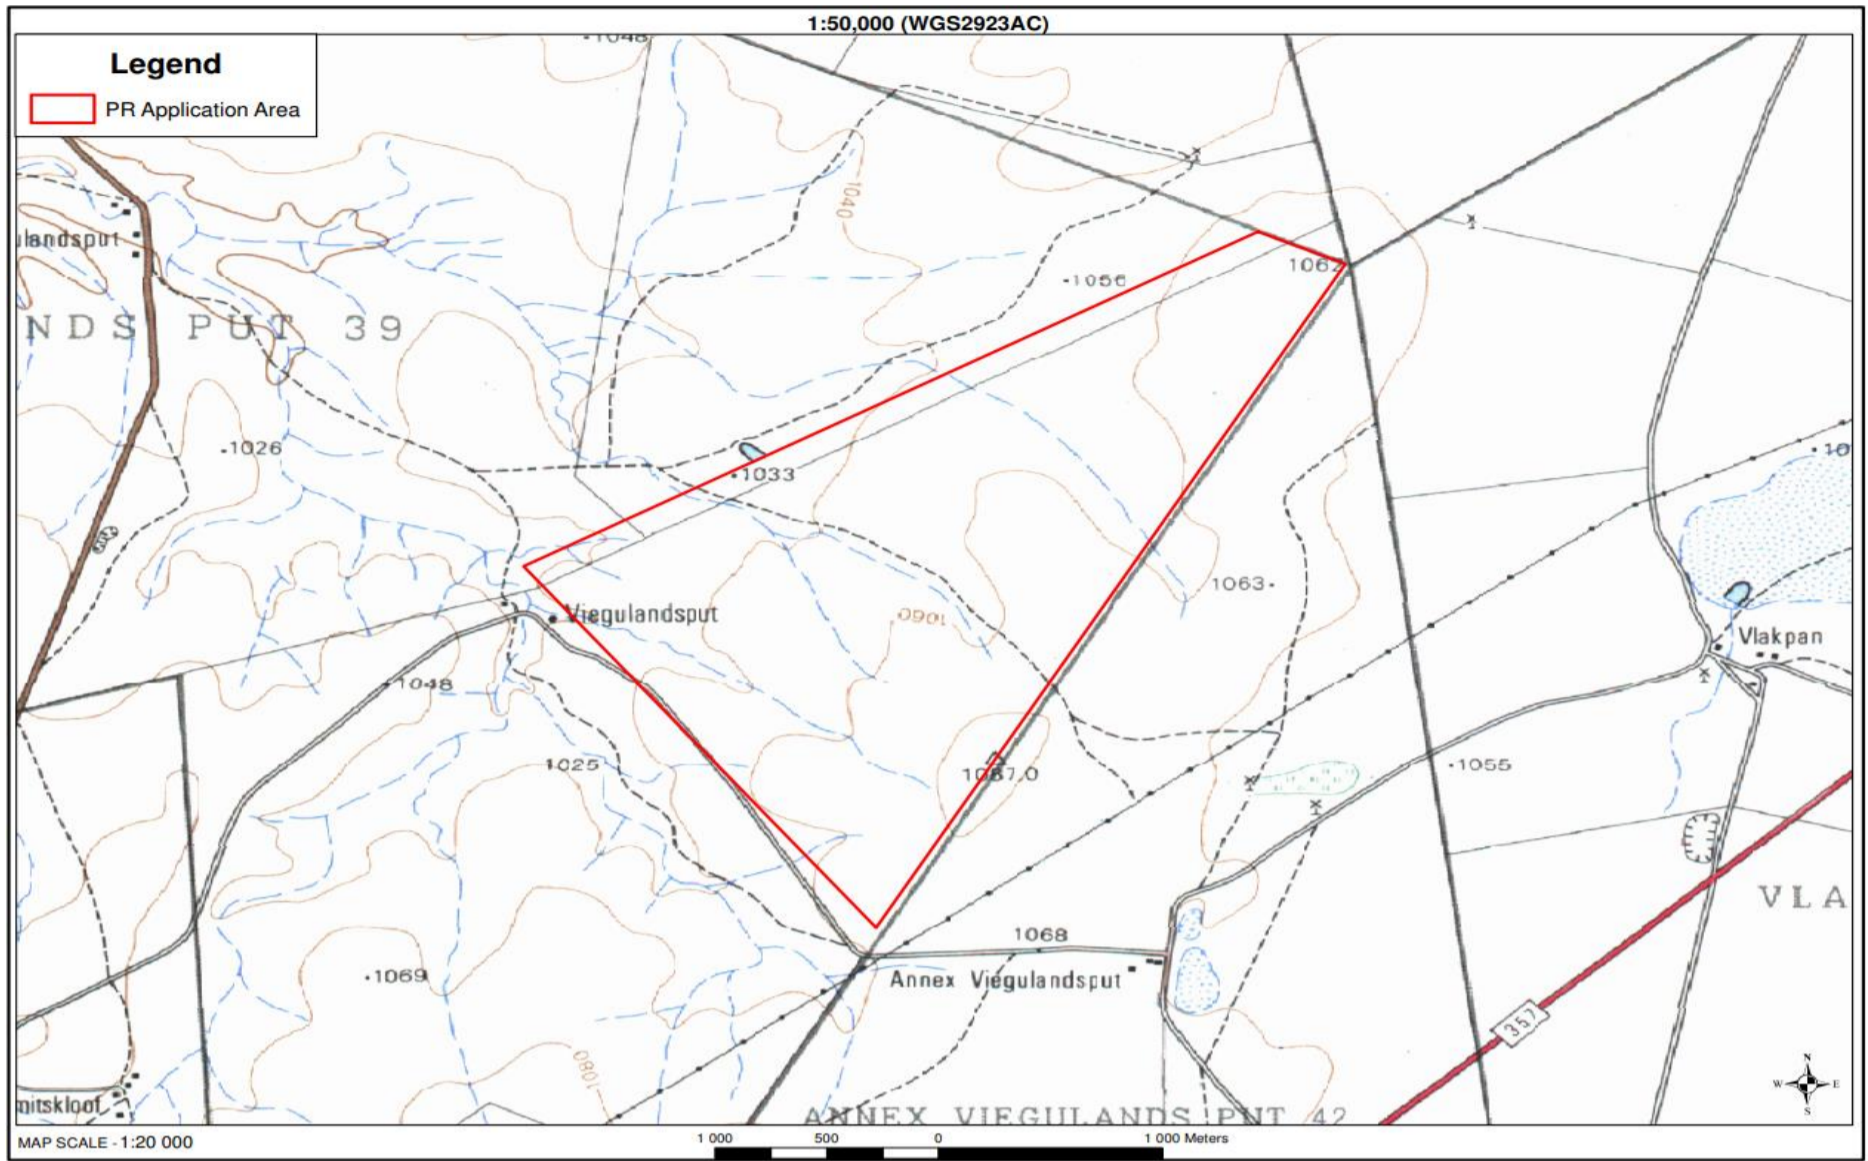 1:50,000 (WGS2923AC)
Legend
PR Application Area
1048
1040
ulandsput
1062
1056
NDS PUT 39
1026
1033
10
1063
1060
Viegulandsput
Vlakpan
1048
1025
1087.0
1055
VLA
1068
1069
Annex Viegulandsput
357
1080
N
W E
S
mitskloof
ANNEX VIEGULANDS PUT 42
MAP SCALE - 1:20 000
1 000 500 0 1 000 Meters